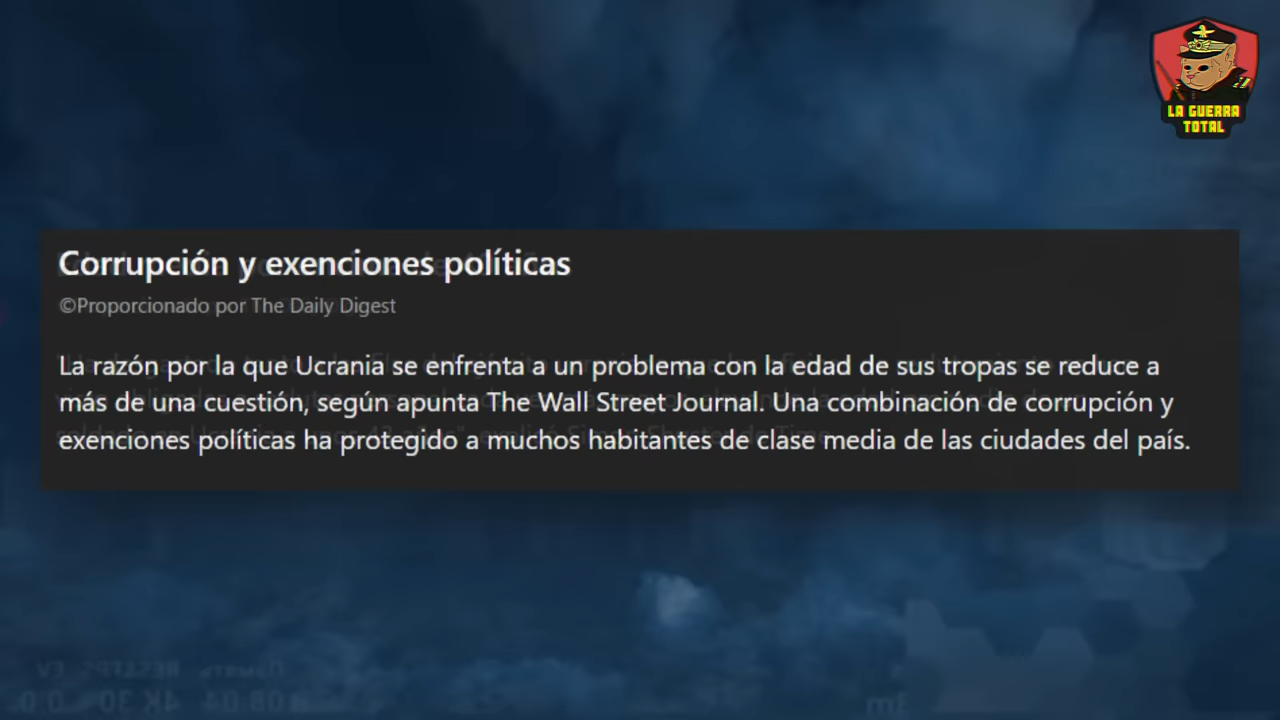 LA GUERRA
TOTAL
Corrupción y exenciones políticas
©Proporcionado por The Daily Digest
La razón por la que Ucrania se enfrenta a un problema con la edad de sus tropas se reduce a
más de una cuestión, según apunta The Wall Street Journal. Una combinación de corrupción y
exenciones políticas ha protegido a muchos habitantes de clase media de las ciudades del país.